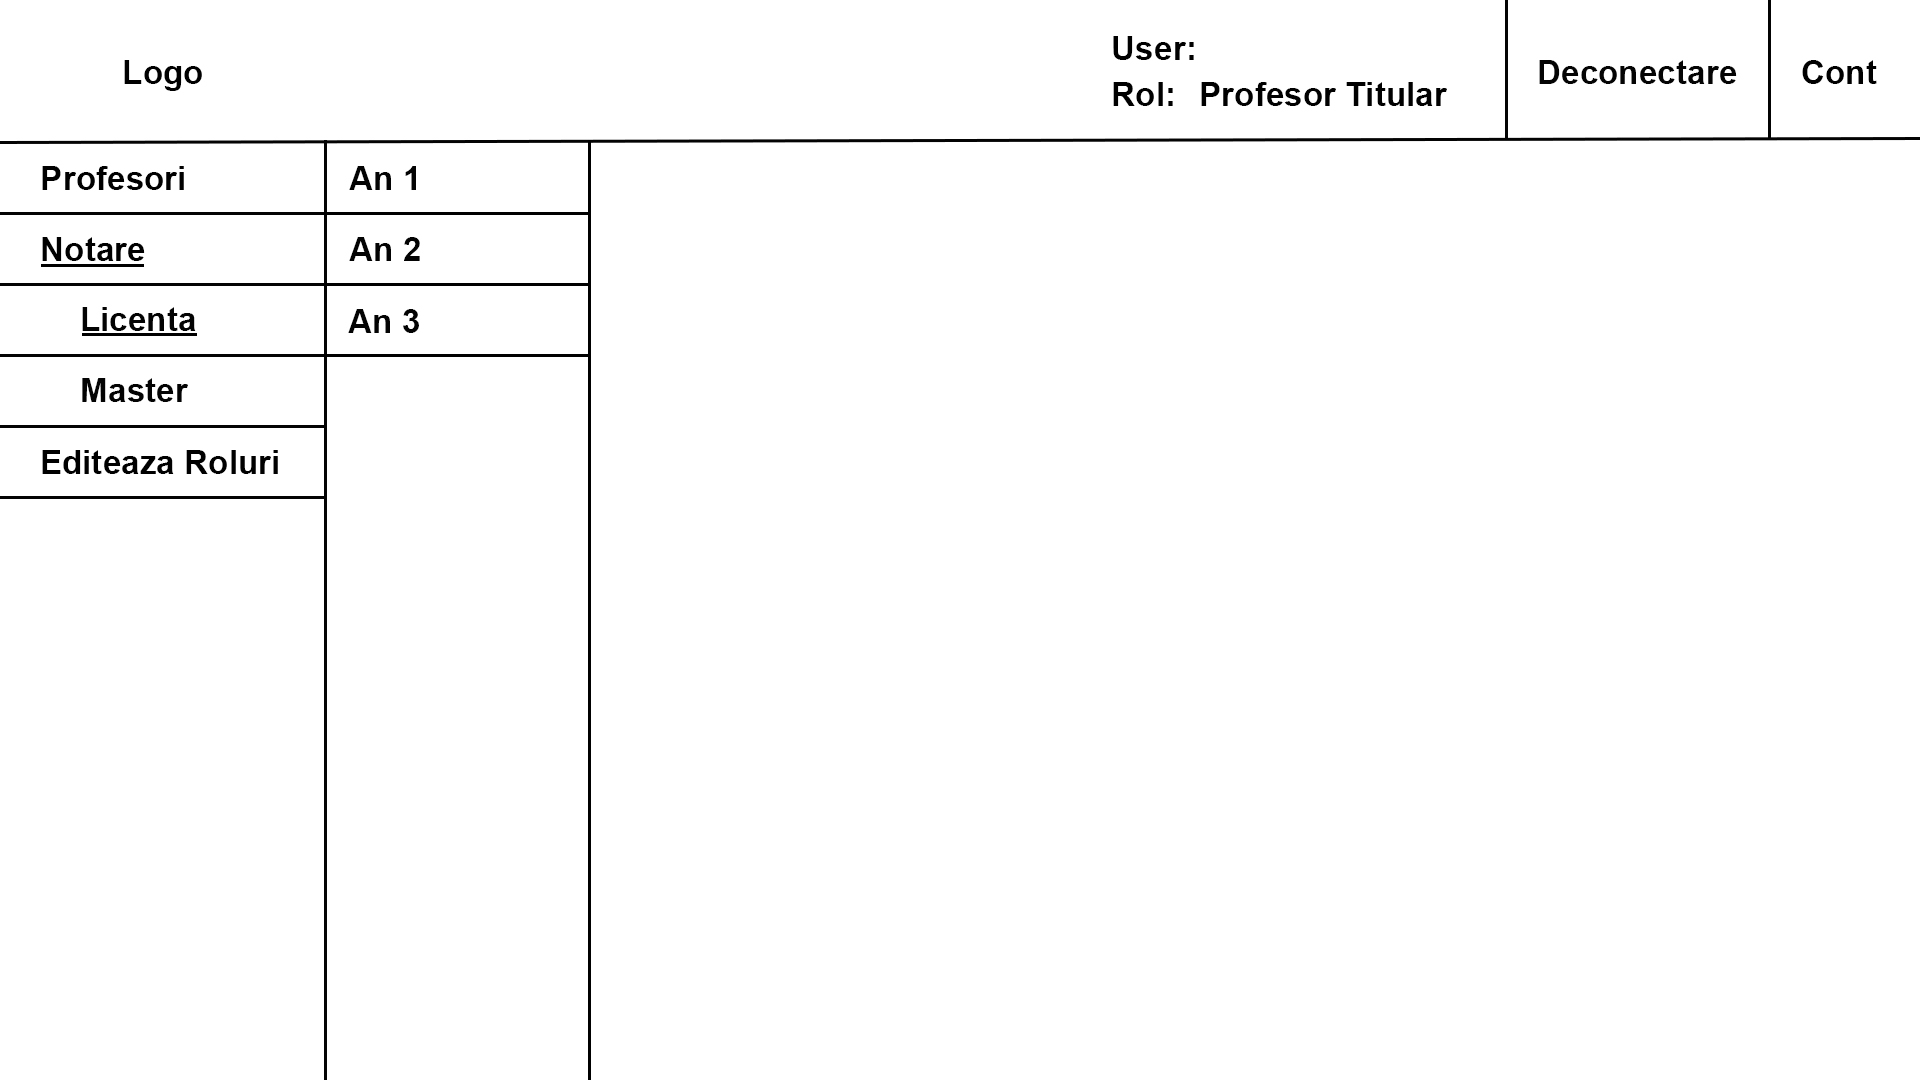 Logo
User:
Rol: Profesor Titular
Deconectare
Cont
Profesori
Notare
Licenta
Master
Editeaza Roluri
An 1
An 2
An 3